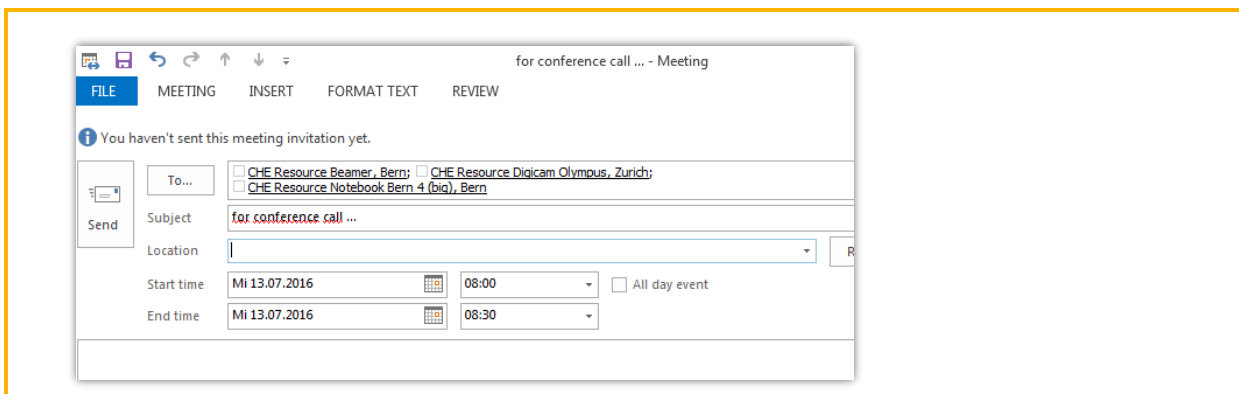 for conference call ... - Meeting
FILE MEETING INSERT FORMAT TEXT REVIEW
You haven't sent this meeting invitation yet.
To... CHE Resource Beamer, Bern; CHE Resource Digicam Olympus, Zurich;
CHE Resource Notebook Bern 4 (big), Bern
Send
Subject for conference call ...
Location R
Start time Mi 13.07.2016 08:00 All day event
End time Mi 13.07.2016 08:30